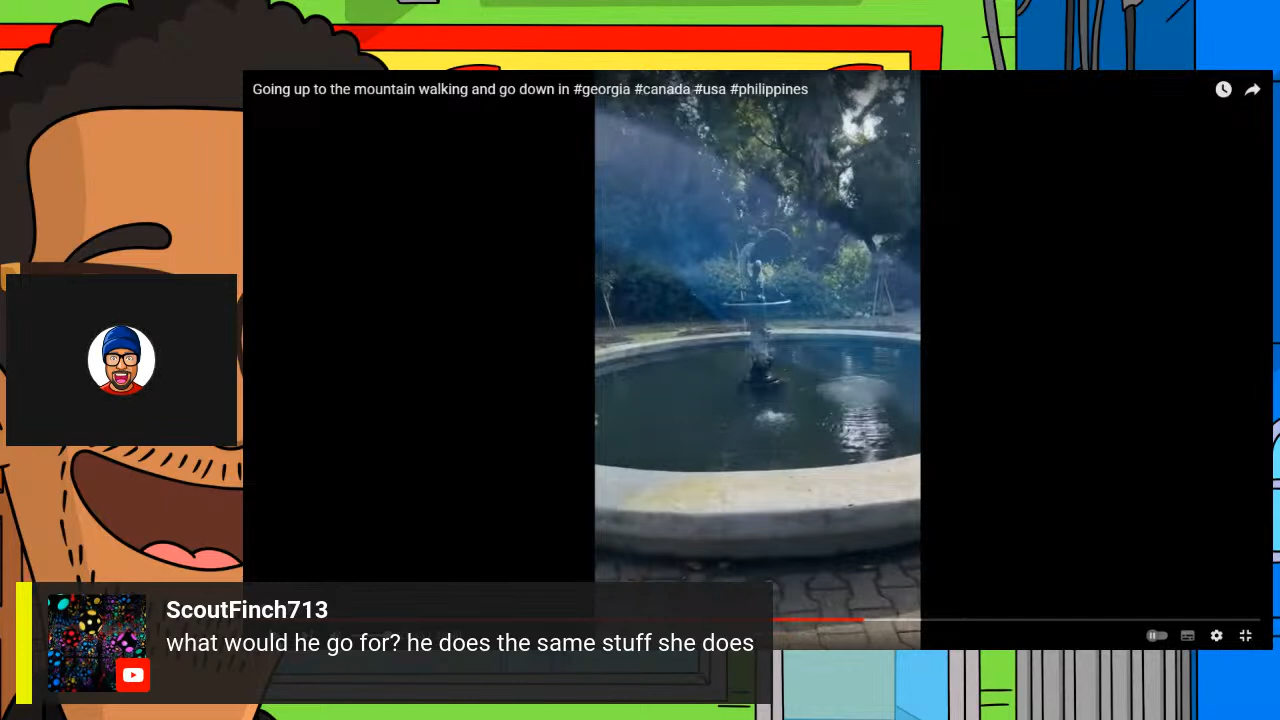 Going up to the mountain walking and go down in #georgia #canada #usa #philippines
ScoutFinch713
what would he go for? he does the same stuff she does